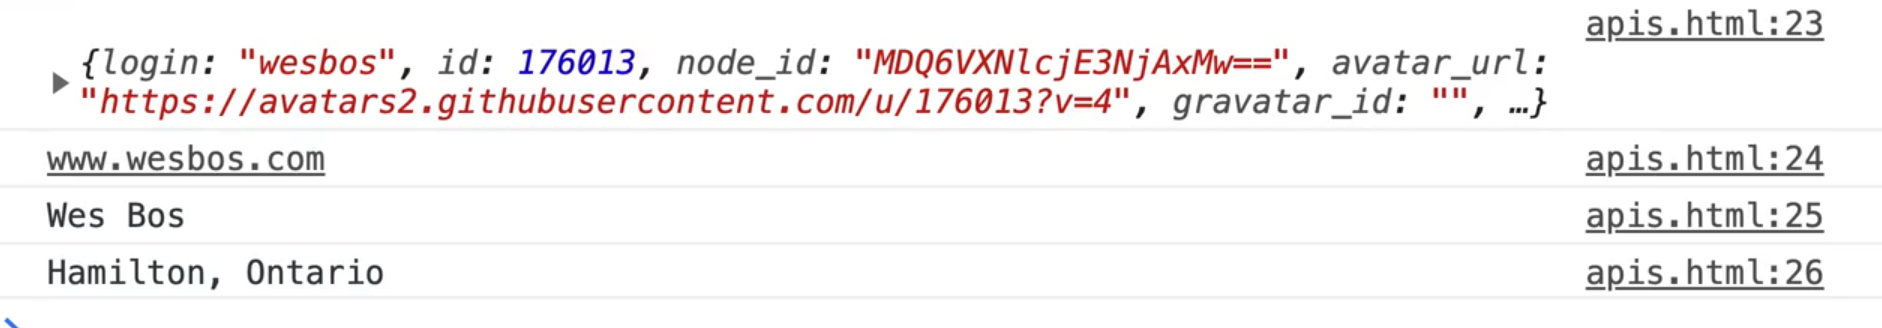 apis.html:23
{login: "wesbos", id: 176013, node_id: "MDQ6VXNlcjE3NjAxMw==", avatar_url:
"https://avatars2.githubusercontent.com/u/176013?v=4", gravatar_id: "", …}
www.wesbos.com apis.html:24
Wes Bos apis.html:25
Hamilton, Ontario apis.html:26